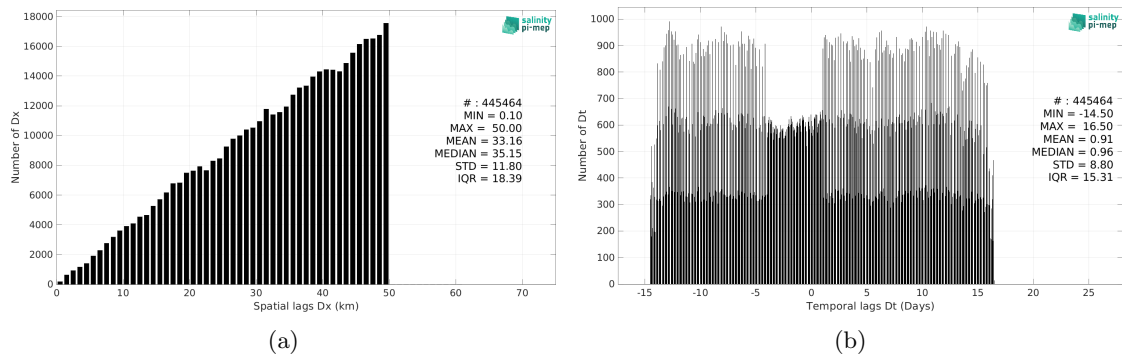 18000
16000
14000
12000
10000
8000
6000
4000
2000
0
Number of Dx
salinity
pi-mep
# : 445464
MIN = 0.10
MAX = 50.00
MEAN = 33.16
MEDIAN = 35.15
STD = 11.80
IQR = 18.39
0 10 20 30 40 50 60 70
Spatial lags Dx (km)
(a)
1000
900
800
700
600
500
400
300
200
100
0
Number of Dt
salinity
pi-mep
# : 445464
MIN = -14.50
MAX = 16.50
MEAN = 0.91
MEDIAN = 0.96
STD = 8.80
IQR = 15.31
-15 -10 -5 0 5 10 15 20 25
Temporal lags Dt (Days)
(b)